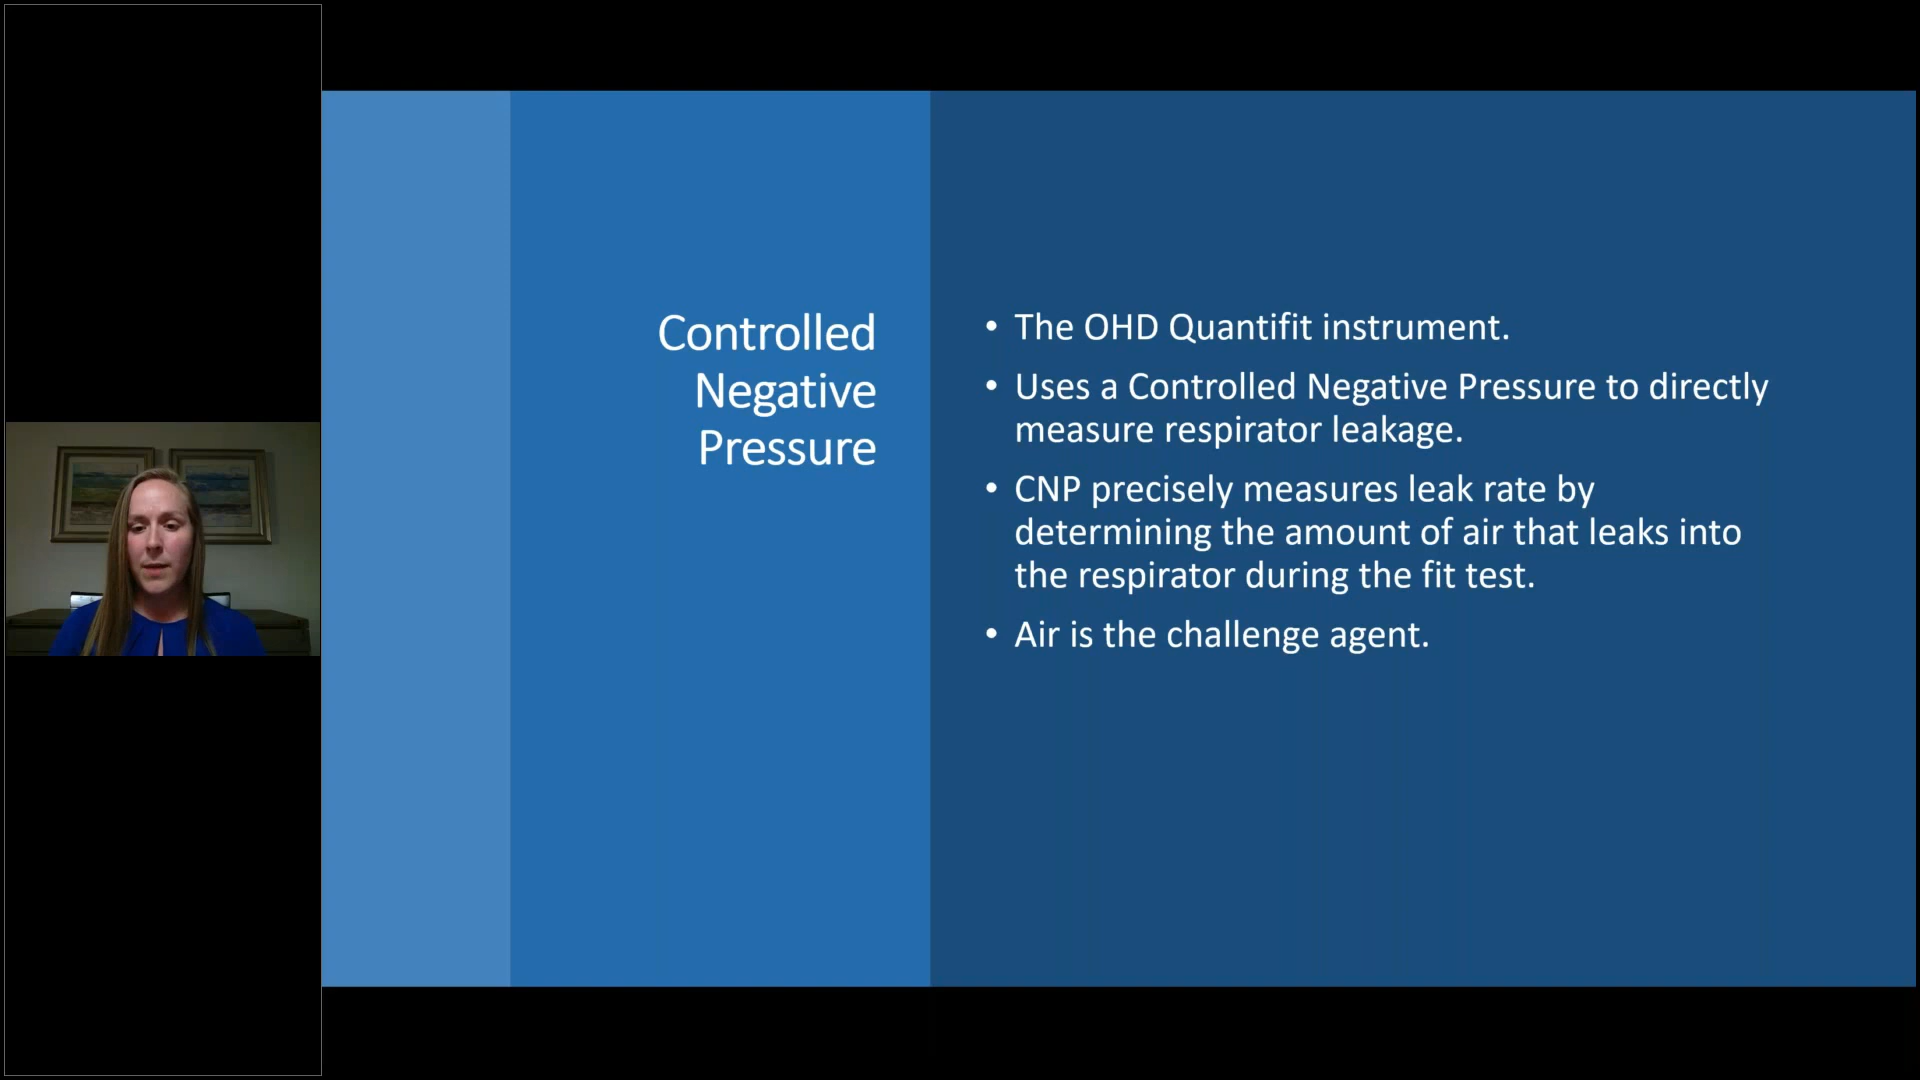 Controlled
Negative
Pressure
• The OHD Quantifit instrument.
• Uses a Controlled Negative Pressure to directly
measure respirator leakage.
• CNP precisely measures leak rate by
determining the amount of air that leaks into
the respirator during the fit test.
• Air is the challenge agent.